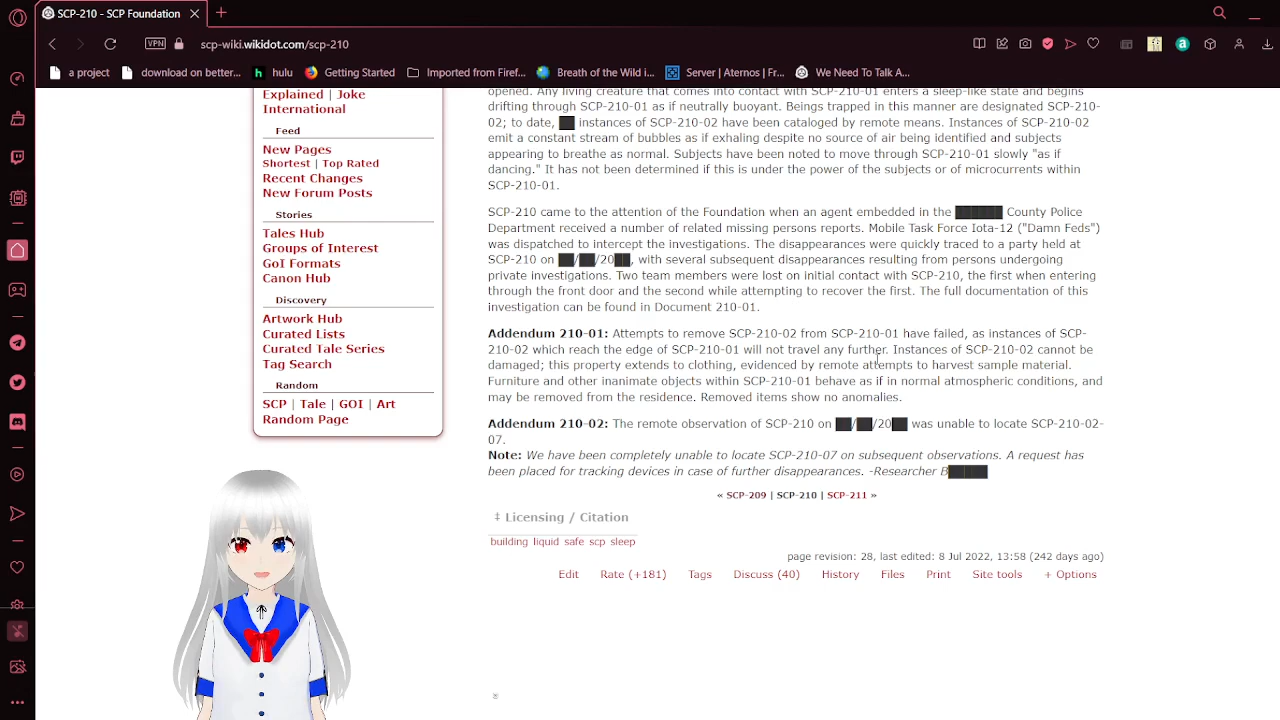 SCP-210 - SCP Foundation
VPN
scp-wiki.wikidot.com/scp-210
a project
download on better...
hulu
Getting Started
Imported from Firef...
Breath of the Wild i...
Server | Aternos | Fr...
We Need To Talk A...
Explained | Joke
International
Feed
New Pages
Shortest | Top Rated
Recent Changes
New Forum Posts
Stories
Tales Hub
Groups of Interest
GoI Formats
Canon Hub
Discovery
Artwork Hub
Curated Lists
Curated Tale Series
Tag Search
Random
SCP | Tale | GOI | Art
Random Page
opened. Any living creature that comes into contact with SCP-210-01 enters a sleep-like state and begins
drifting through SCP-210-01 as if neutrally buoyant. Beings trapped in this manner are designated SCP-210-
02; to date, ██ instances of SCP-210-02 have been cataloged by remote means. Instances of SCP-210-02
emit a constant stream of bubbles as if exhaling despite no source of air being identified and subjects
appearing to breathe as normal. Subjects have been noted to move through SCP-210-01 slowly "as if
dancing." It has not been determined if this is under the power of the subjects or of microcurrents within
SCP-210-01.
SCP-210 came to the attention of the Foundation when an agent embedded in the ██████ County Police
Department received a number of related missing persons reports. Mobile Task Force Iota-12 ("Damn Feds")
was dispatched to intercept the investigations. The disappearances were quickly traced to a party held at
SCP-210 on ██/██/20██, with several subsequent disappearances resulting from persons undergoing
private investigations. Two team members were lost on initial contact with SCP-210, the first when entering
through the front door and the second while attempting to recover the first. The full documentation of this
investigation can be found in Document 210-01.
Addendum 210-01: Attempts to remove SCP-210-02 from SCP-210-01 have failed, as instances of SCP-
210-02 which reach the edge of SCP-210-01 will not travel any further. Instances of SCP-210-02 cannot be
damaged; this property extends to clothing, evidenced by remote attempts to harvest sample material.
Furniture and other inanimate objects within SCP-210-01 behave as if in normal atmospheric conditions, and
may be removed from the residence. Removed items show no anomalies.
Addendum 210-02: The remote observation of SCP-210 on ██/██/20██ was unable to locate SCP-210-02-
07.
Note: We have been completely unable to locate SCP-210-07 on subsequent observations. A request has
been placed for tracking devices in case of further disappearances. -Researcher B█████
« SCP-209 | SCP-210 | SCP-211 »
‡ Licensing / Citation
building liquid safe scp sleep
page revision: 28, last edited: 8 Jul 2022, 13:58 (242 days ago)
Edit
Rate (+181)
Tags
Discuss (40)
History
Files
Print
Site tools
+ Options